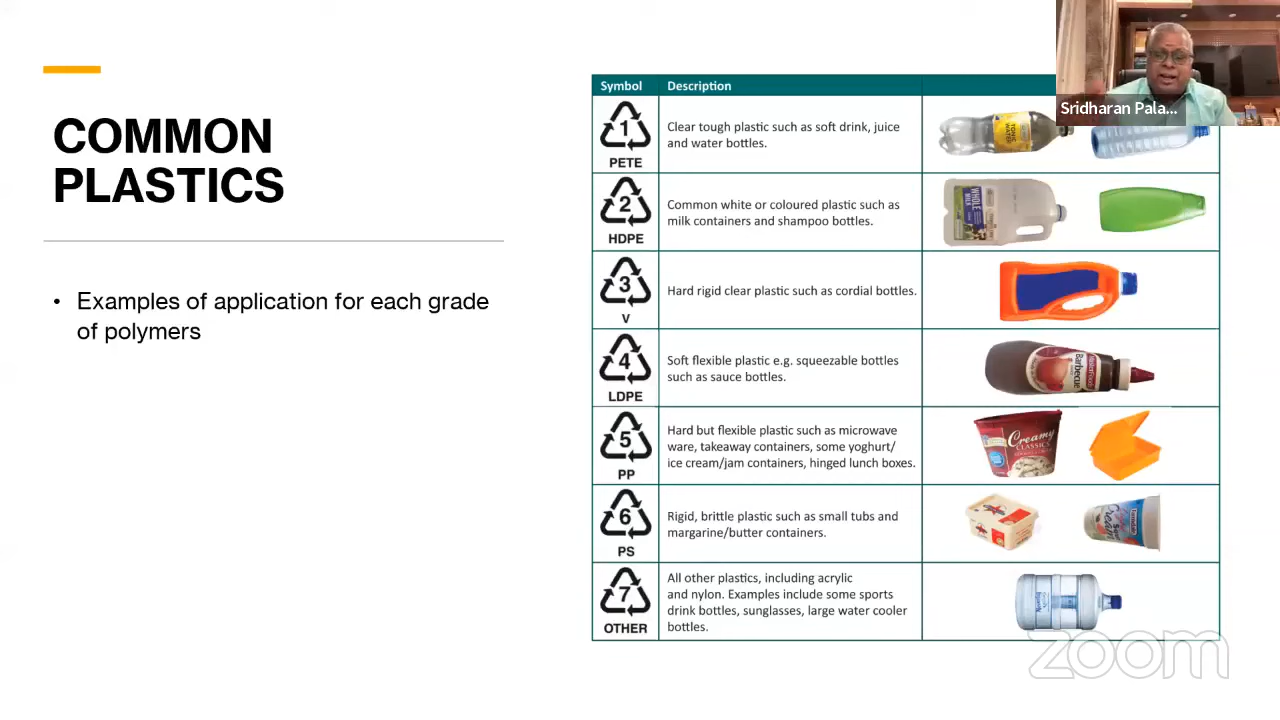 COMMON
PLASTICS
• Examples of application for each grade
of polymers
Symbol Description
1
PETE
Clear tough plastic such as soft drink, juice
and water bottles.
TONIC
WATER
2
HDPE
Common white or coloured plastic such as
milk containers and shampoo bottles.
WHOLE
MILK
3
V
Hard rigid clear plastic such as cordial bottles.
4
LDPE
Soft flexible plastic e.g. squeezable bottles
such as sauce bottles.
Barbecue
5
PP
Hard but flexible plastic such as microwave
ware, takeaway containers, some yoghurt/
ice cream/jam containers, hinged lunch boxes.
Creamy
CLASSICS
6
PS
Rigid, brittle plastic such as small tubs and
margarine/butter containers.
7
OTHER
All other plastics, including acrylic
and nylon. Examples include some sports
drink bottles, sunglasses, large water cooler
bottles.
Sridharan Pala...
zoom